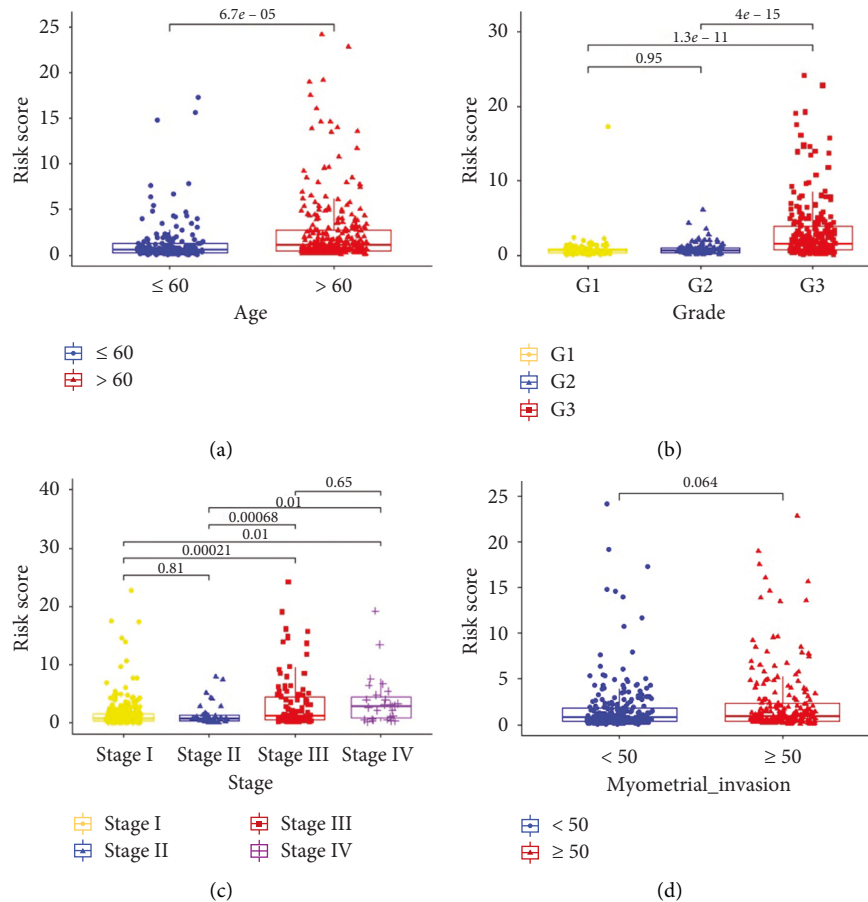 6.7e – 05
25
20
15
10
5
0
Risk score
≤ 60
> 60
Age
≤ 60
> 60
(a)
4e – 15
1.3e – 11
0.95
30
20
10
0
Risk score
G1
G2
G3
Grade
G1
G2
G3
(b)
0.65
0.01
0.00068
0.01
0.00021
0.81
40
30
20
10
0
Risk score
Stage I
Stage II
Stage III
Stage IV
Stage
Stage I
Stage II
Stage III
Stage IV
(c)
0.064
25
20
15
10
5
0
Risk score
< 50
≥ 50
Myometrial_invasion
< 50
≥ 50
(d)